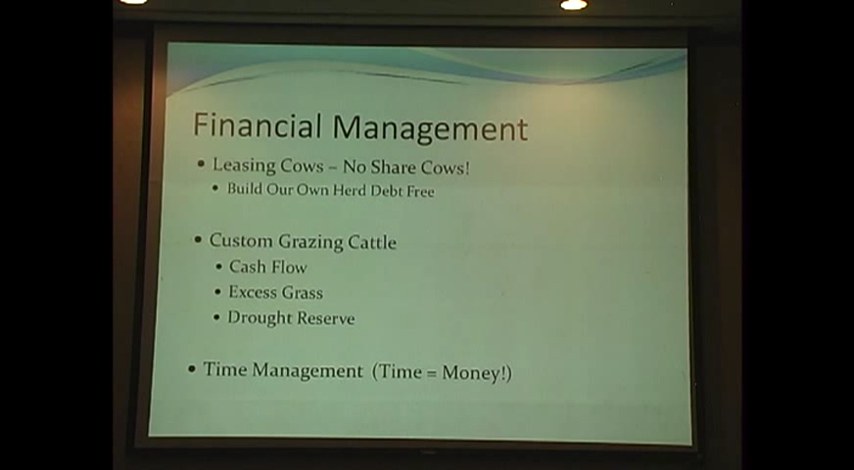 Financial Management
• Leasing Cows – No Share Cows!
• Build Our Own Herd Debt Free
• Custom Grazing Cattle
• Cash Flow
• Excess Grass
• Drought Reserve
• Time Management (Time = Money!)